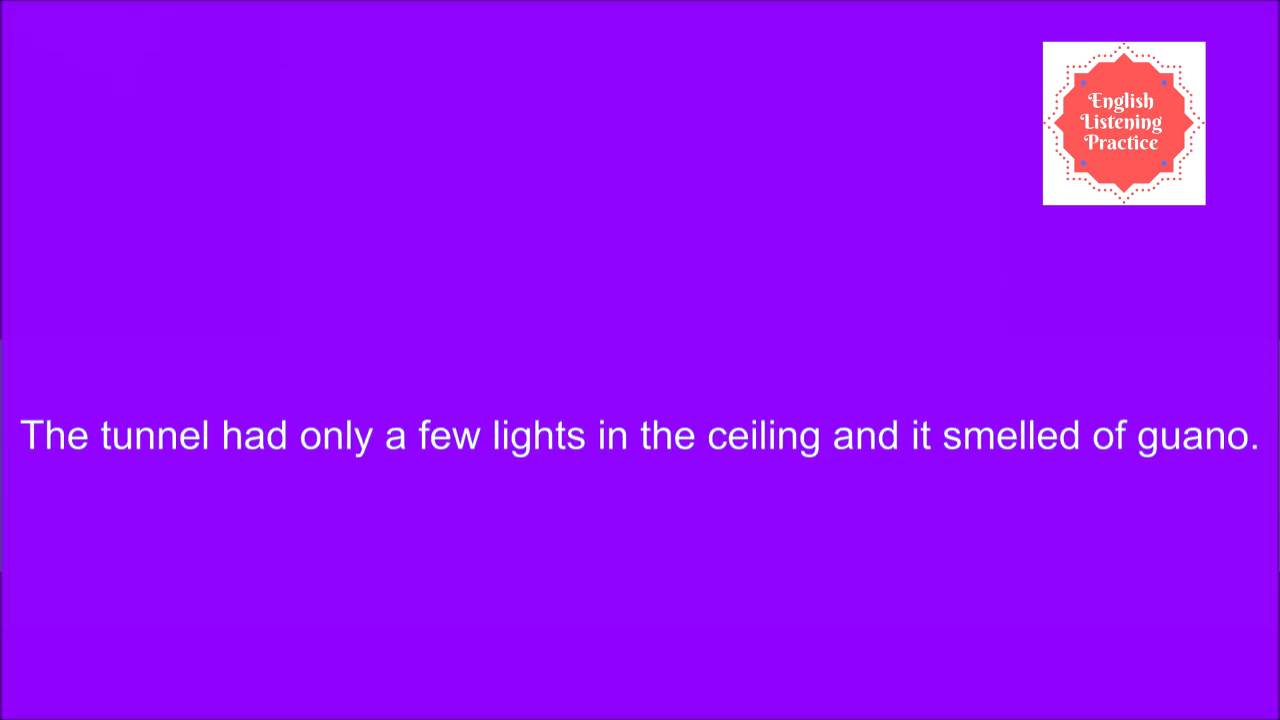 English
Listening
Practice
The tunnel had only a few lights in the ceiling and it smelled of guano.